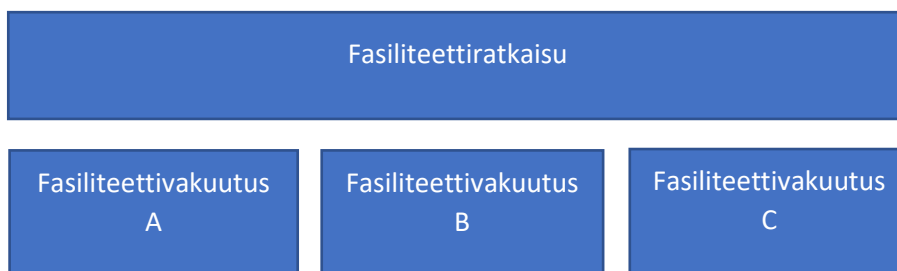 Fasiliteettiratkaisu
Fasiliteettivakuutus
A
Fasiliteettivakuutus
B
Fasiliteettivakuutus
C